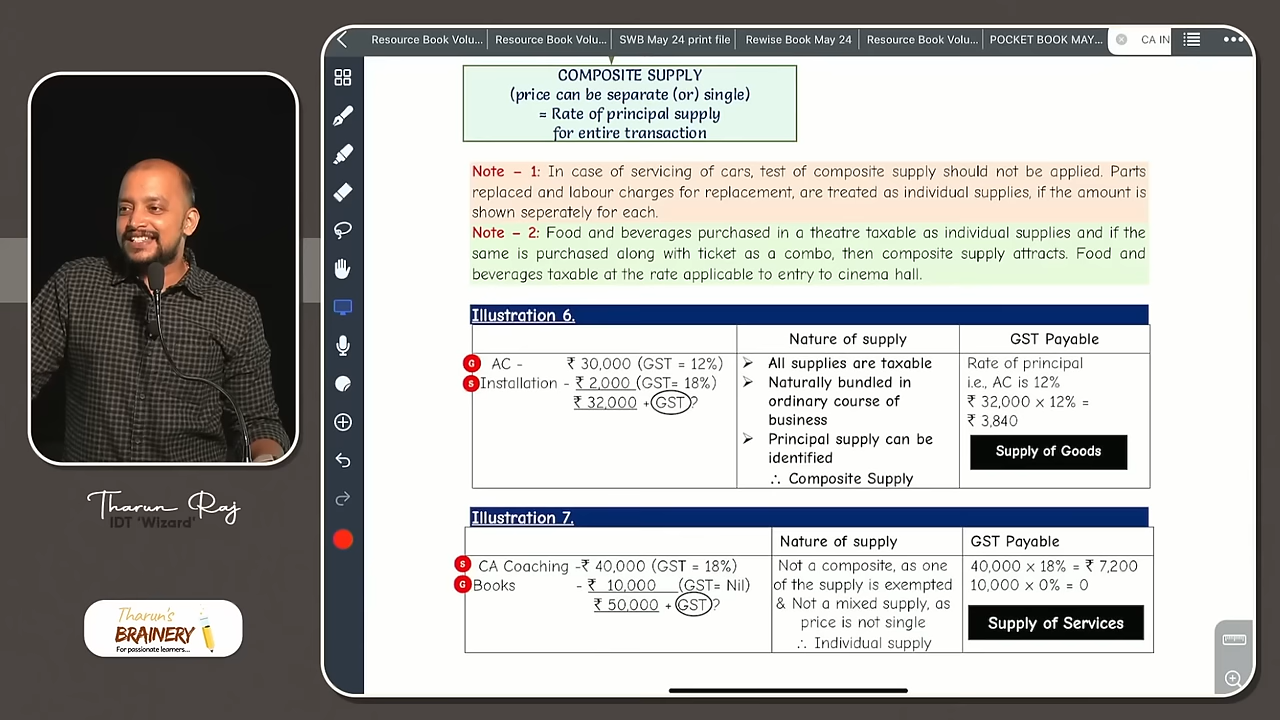 Resource Book Volu...
Resource Book Volu...
SWB May 24 print file
Rewise Book May 24
Resource Book Volu...
POCKET BOOK MAY...
CA IN
COMPOSITE SUPPLY
(price can be separate (or) single)
= Rate of principal supply
for entire transaction
Note – 1: In case of servicing of cars, test of composite supply should not be applied. Parts
replaced and labour charges for replacement, are treated as individual supplies, if the amount is
shown seperately for each.
Note – 2: Food and beverages purchased in a theatre taxable as individual supplies and if the
same is purchased along with ticket as a combo, then composite supply attracts. Food and
beverages taxable at the rate applicable to entry to cinema hall.
Illustration 6.
Nature of supply
GST Payable
G AC - ₹ 30,000 (GST = 12%)
S Installation - ₹ 2,000 (GST= 18%)
₹ 32,000 + GST?
➢ All supplies are taxable
➢ Naturally bundled in
ordinary course of
business
➢ Principal supply can be
identified
∴ Composite Supply
Rate of principal
i.e., AC is 12%
₹ 32,000 x 12% =
₹ 3,840
Supply of Goods
Illustration 7.
Nature of supply
GST Payable
S CA Coaching -₹ 40,000 (GST = 18%)
G Books - ₹ 10,000 (GST= Nil)
₹ 50,000 + GST?
Not a composite, as one
of the supply is exempted
& Not a mixed supply, as
price is not single
∴ Individual supply
40,000 x 18% = ₹ 7,200
10,000 x 0% = 0
Supply of Services
Tharun Raj
IDT 'Wizard'
Tharun's
BRAINERY
For passionate learners...